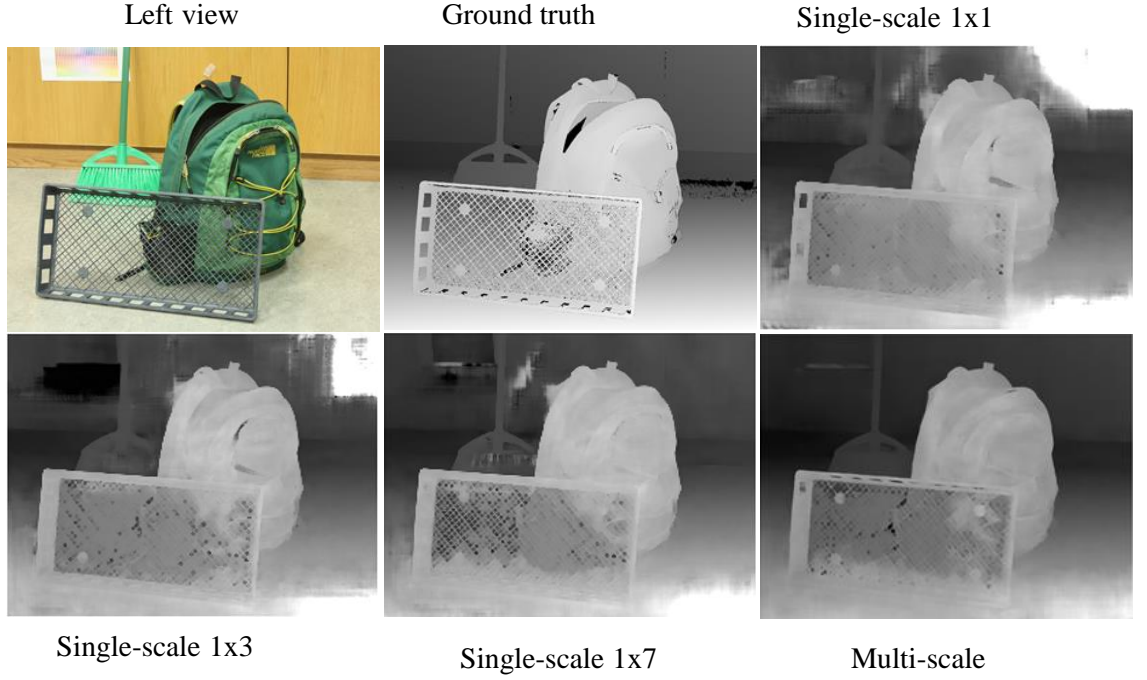 Left view
Ground truth
Single-scale 1x1
Single-scale 1x3
Single-scale 1x7
Multi-scale